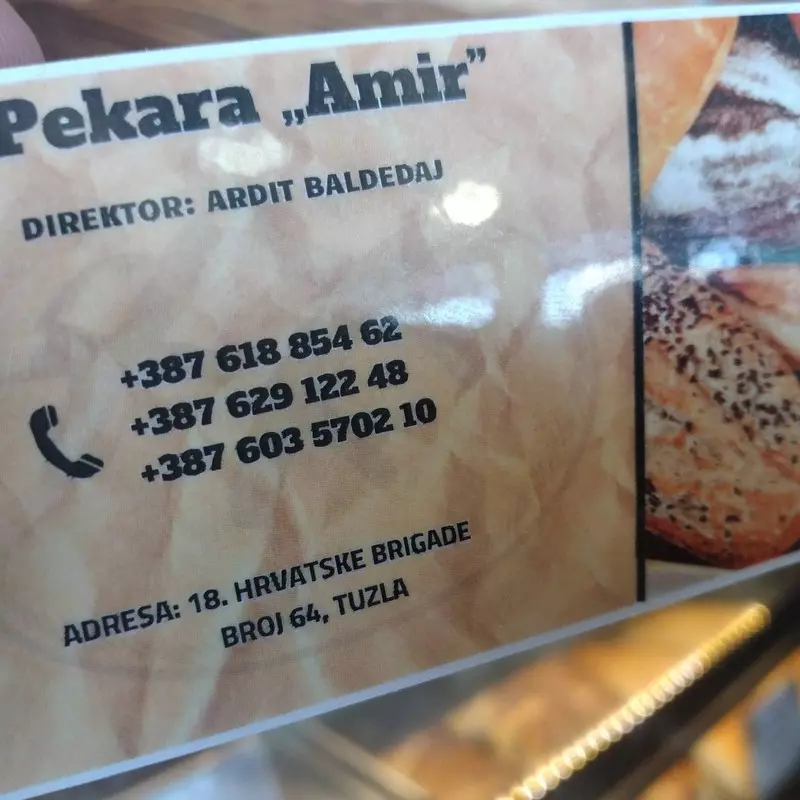 Pekara „Amir”
DIREKTOR: ARDIT BALDEDAJ
+387 618 854 62
+387 629 122 48
+387 603 5702 10
ADRESA: 18. HRVATSKE BRIGADE
BROJ 64, TUZLA